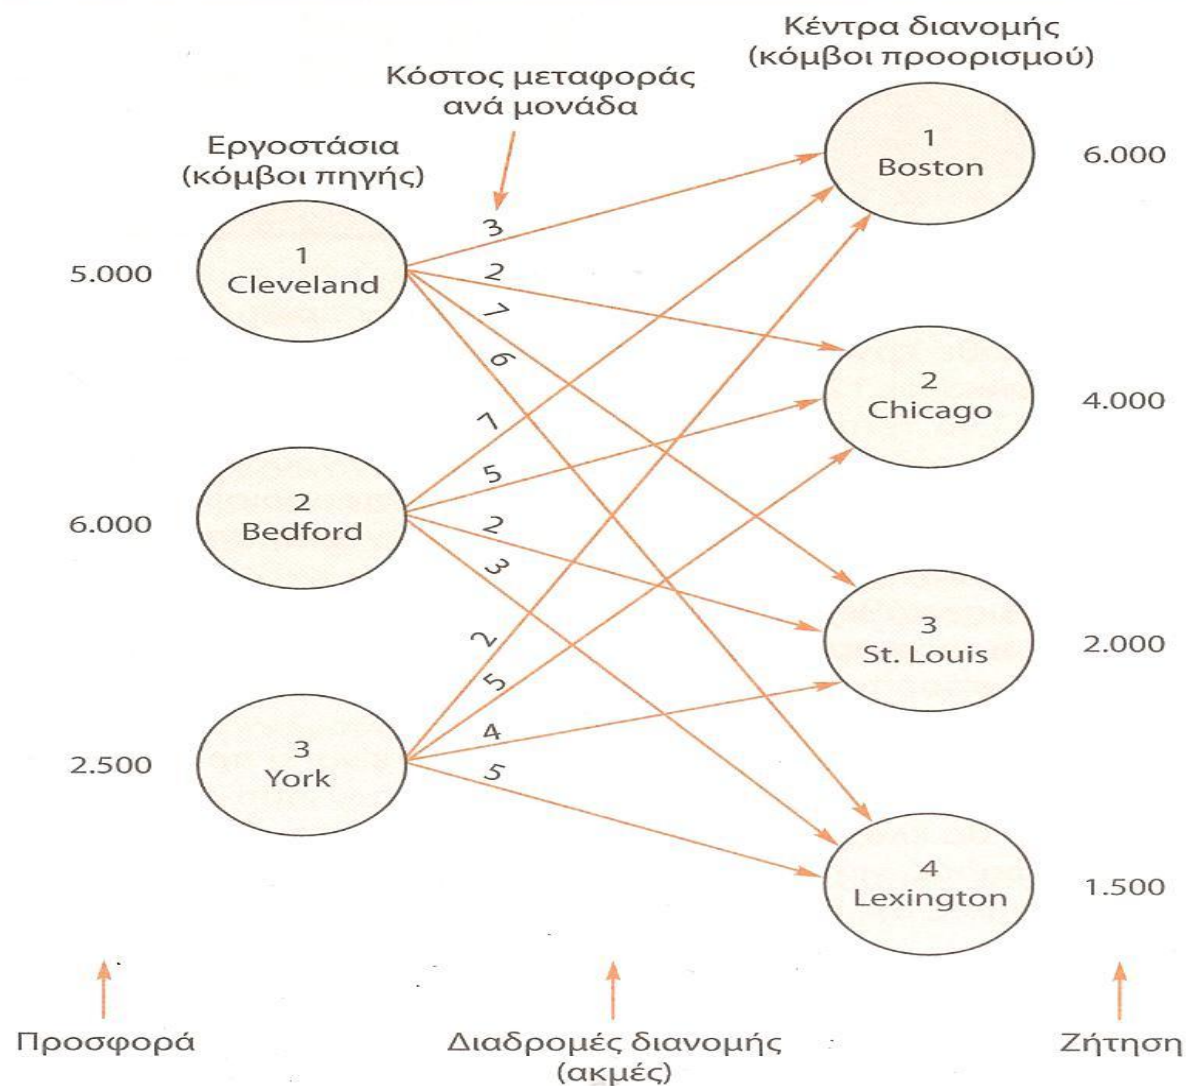 Κέντρα διανομής
(κόμβοι προορισμού)
Κόστος μεταφοράς
ανά μονάδα
Εργοστάσια
(κόμβοι πηγής)
1
Boston
6.000
3
1
Cleveland
5.000
2
7
6
2
Chicago
4.000
7
5
2
Bedford
6.000
2
3
3
St. Louis
2.000
2
5
4
5
3
York
2.500
4
Lexington
1.500
Προσφορά
Διαδρομές διανομής
(ακμές)
Ζήτηση